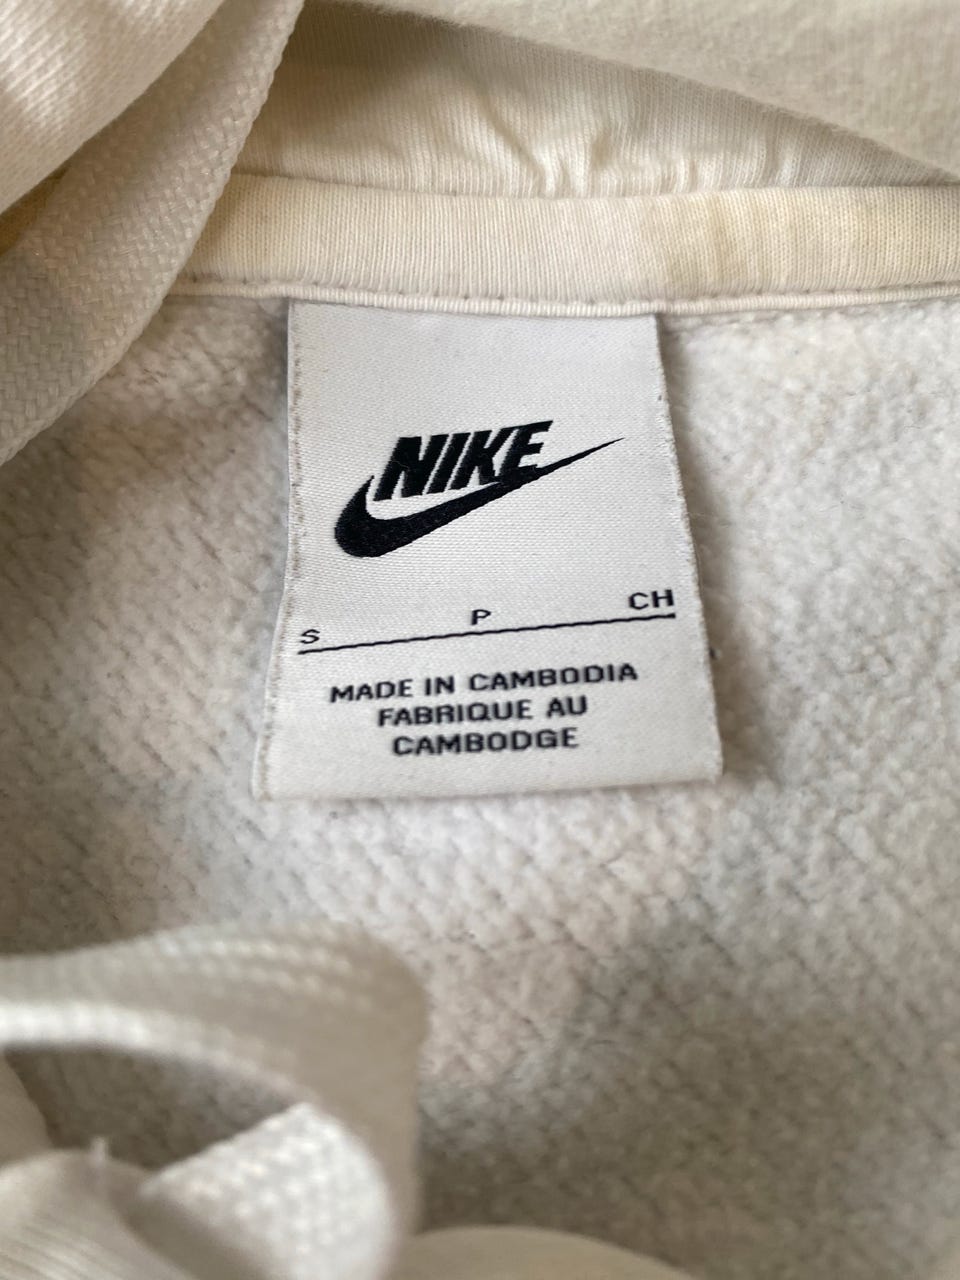 NIKE
S P CH
MADE IN CAMBODIA
FABRIQUE AU
CAMBODGE